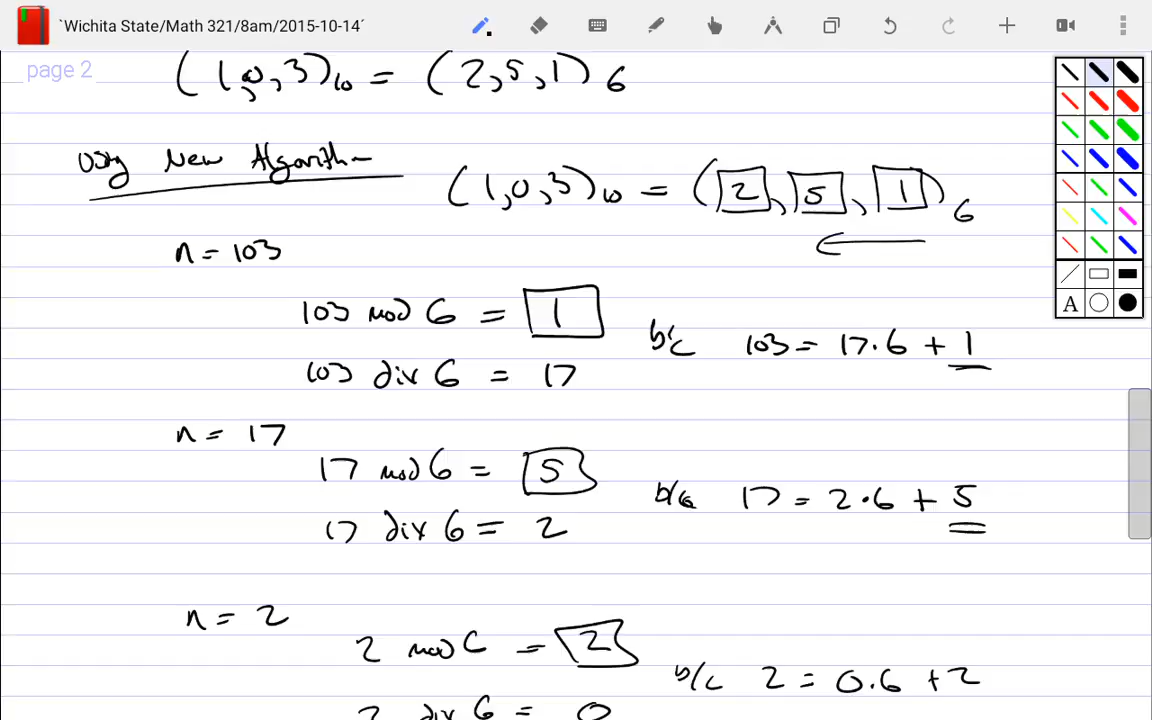 `Wichita State/Math 321/8am/2015-10-14´
page 2
(1,0,3)₁₀ = (2,5,1)₆
Using New Algorithm
(1,0,3)₁₀ = (2,5,1)₆
n = 103
103 mod 6 = 1
b/c 103 = 17·6 + 1
103 div 6 = 17
n = 17
17 mod 6 = 5
b/c 17 = 2·6 + 5
17 div 6 = 2
n = 2
2 mod 6 = 2
b/c 2 = 0·6 + 2
2 div 6 = 0
A